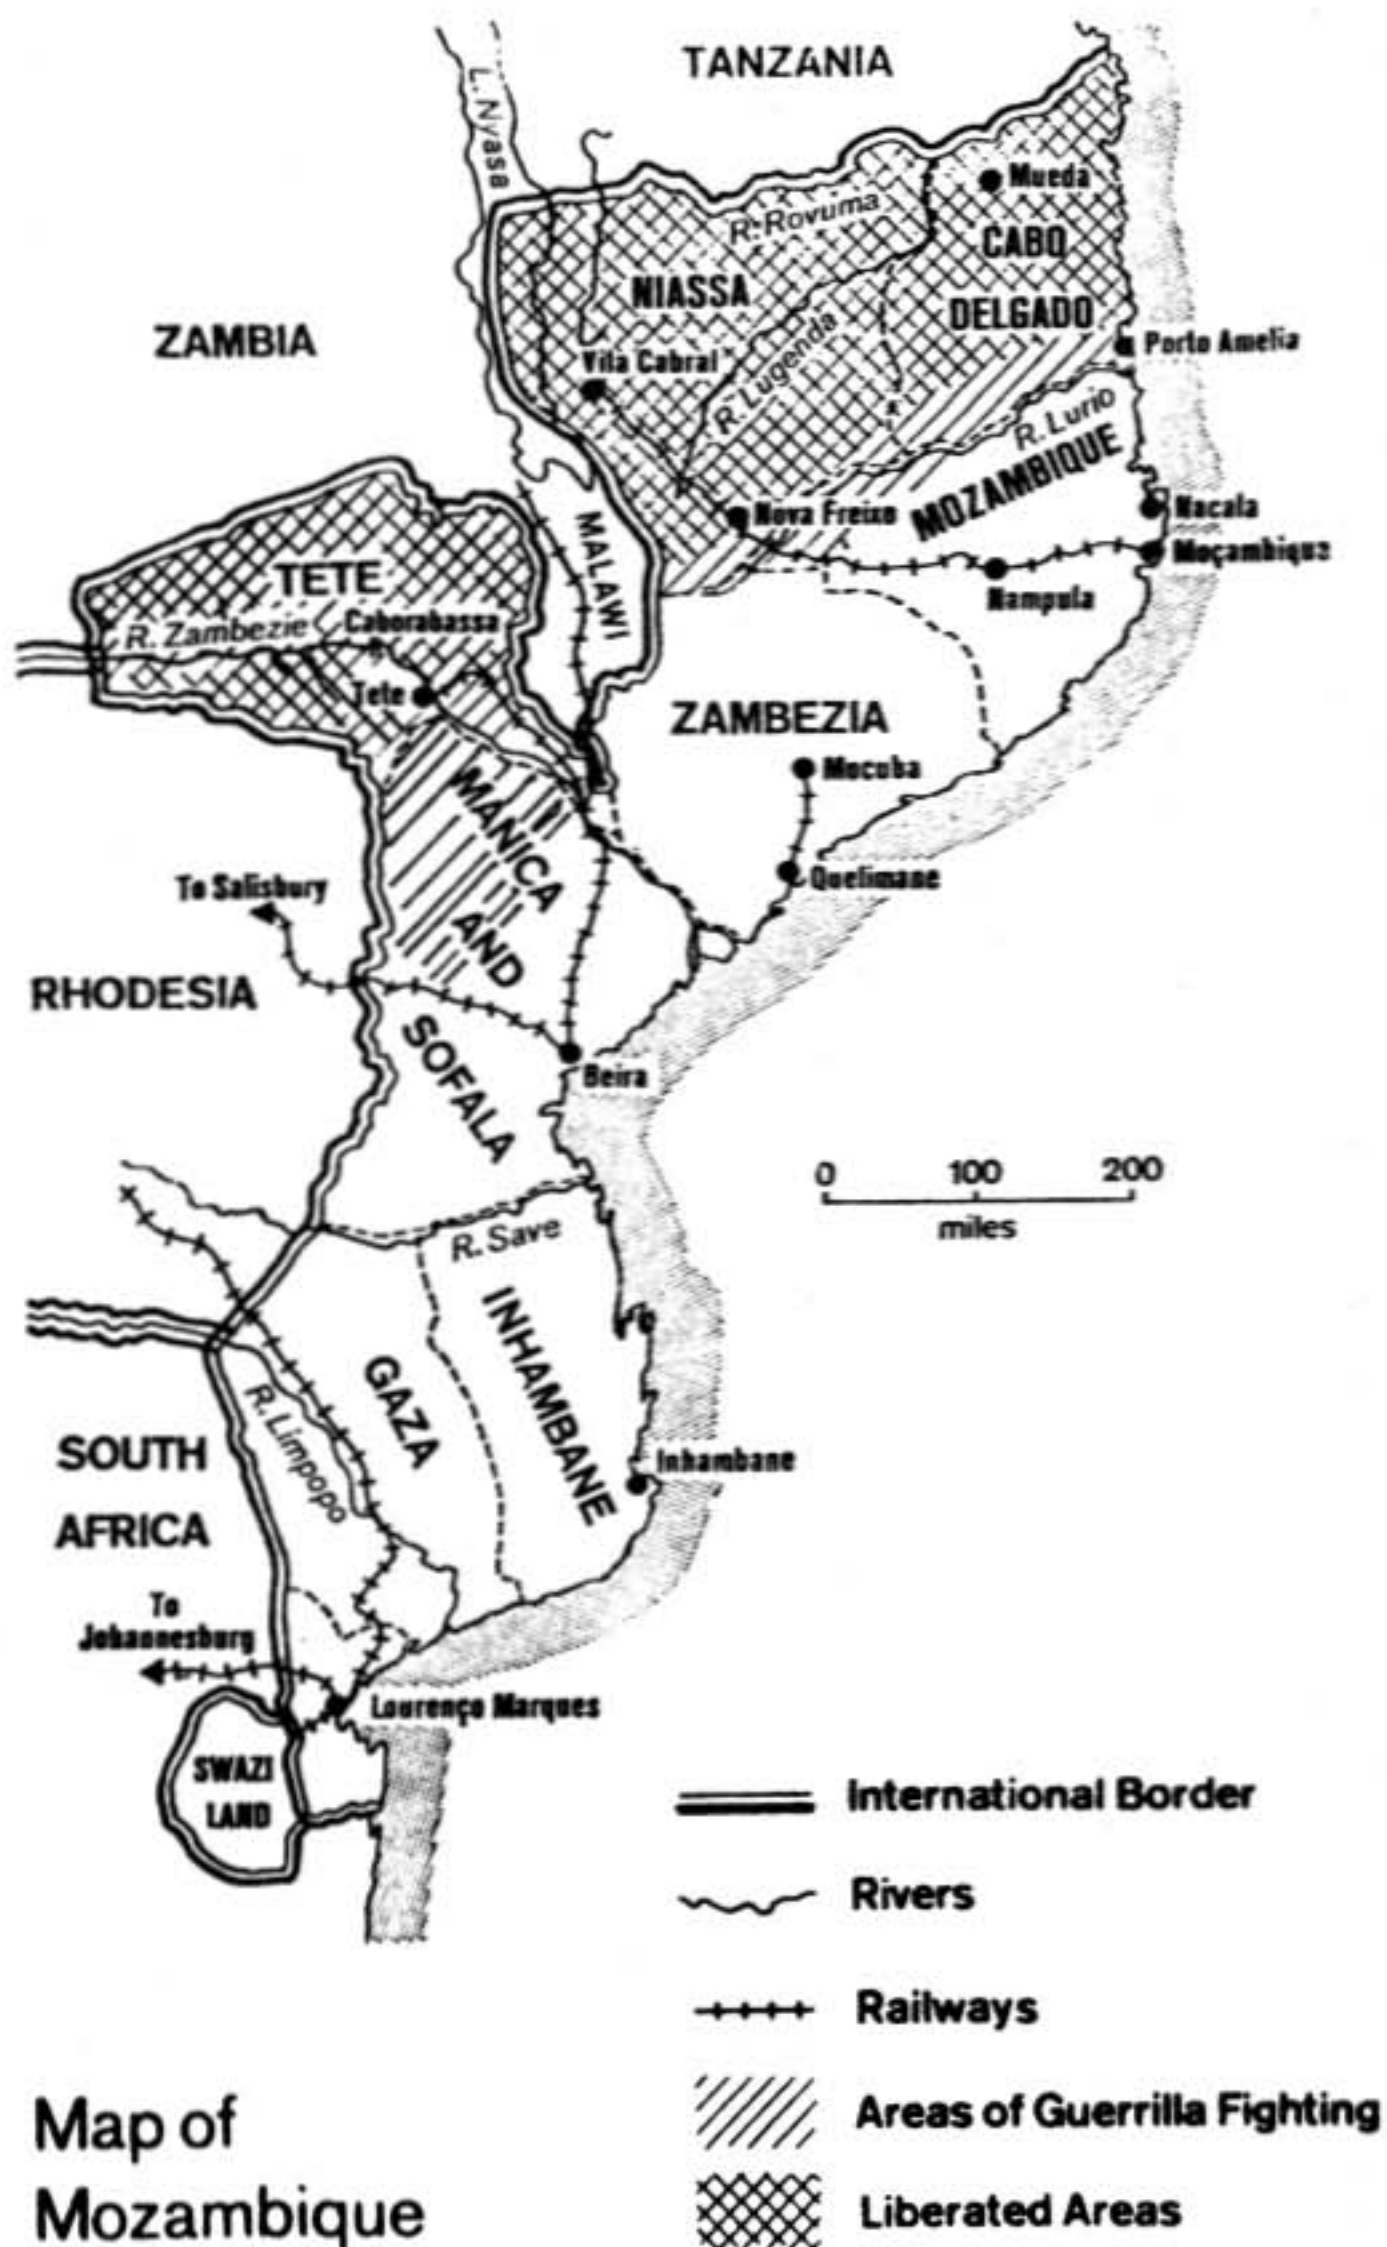 TANZANIA
L. Nyasa
Mueda
R. Rovuma
CABO
NIASSA
DELGADO
ZAMBIA
Porto Amelia
Vila Cabral
R. Lugenda
R. Lurio
MOZAMBIQUE
Nacala
Nova Freixo
MALAWI
Moçambique
TETE
Nampula
R. Zambezie
Caborabassa
Tete
ZAMBEZIA
Mocuba
MANICA
To Salisbury
Quelimane
AND
RHODESIA
SOFALA
Beira
0 100 200
miles
R. Save
INHAMBANE
GAZA
R. Limpopo
SOUTH
AFRICA
Inhambane
To
Johannesburg
Lourenço Marques
SWAZI
LAND
International Border
Rivers
Railways
Areas of Guerrilla Fighting
Liberated Areas
Map of
Mozambique